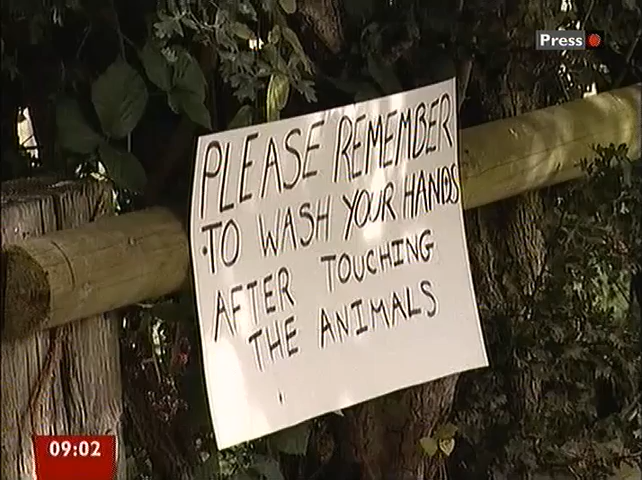 Press
PLEASE REMEMBER
TO WASH YOUR HANDS
AFTER TOUCHING
THE ANIMALS
09:02